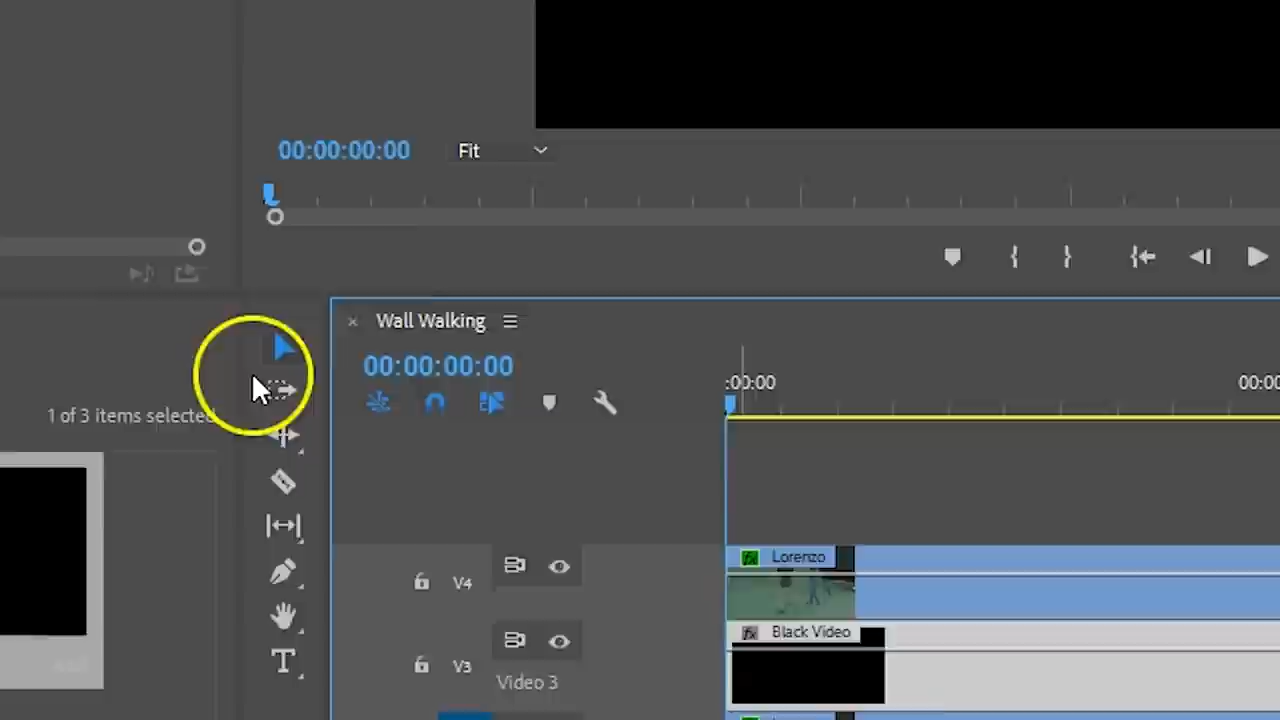 00:00:00:00 Fit
Wall Walking
00:00:00:00
:00:00
00:00
1 of 3 items selected
Lorenzo
V4
Black Video
V3
Video 3